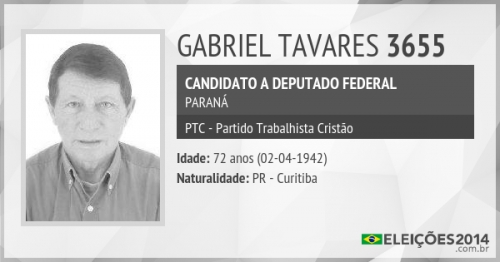 GABRIEL TAVARES 3655
CANDIDATO A DEPUTADO FEDERAL
PARANÁ
PTC - Partido Trabalhista Cristão
Idade: 72 anos (02-04-1942)
Naturalidade: PR - Curitiba
ELEIÇÕES2014
.com.br